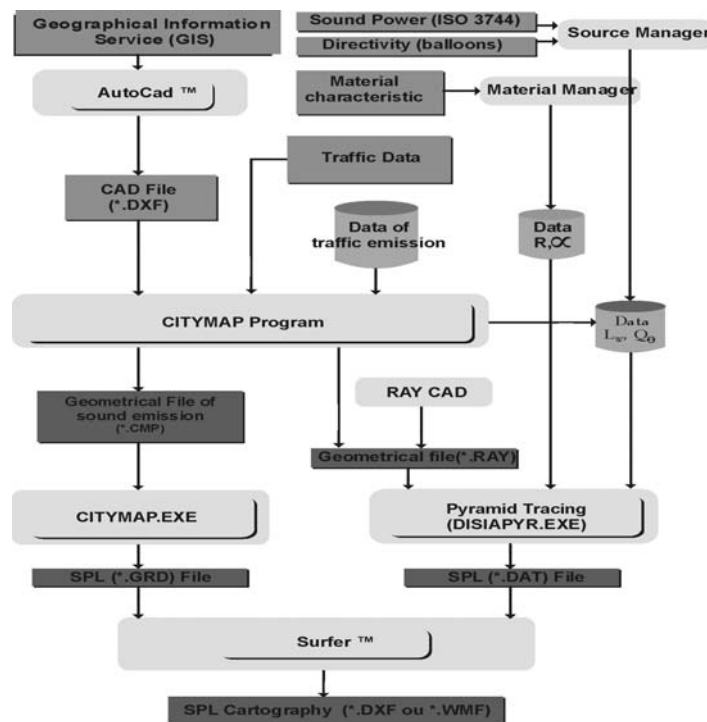 Geographical Information
Service (GIS)
Sound Power (ISO 3744)
Directivity (balloons)
Source Manager
AutoCad ™
Material
characteristic
Material Manager
Traffic Data
CAD File
(*.DXF)
Data of
traffic emission
Data
R,∝
CITYMAP Program
Data
Lw, Qθ
Geometrical File of
sound emission
(*.CMP)
RAY CAD
Geometrical file(*.RAY)
CITYMAP.EXE
Pyramid Tracing
(DISIAPYR.EXE)
SPL (*.GRD) File
SPL (*.DAT) File
Surfer ™
SPL Cartography (*.DXF ou *.WMF)